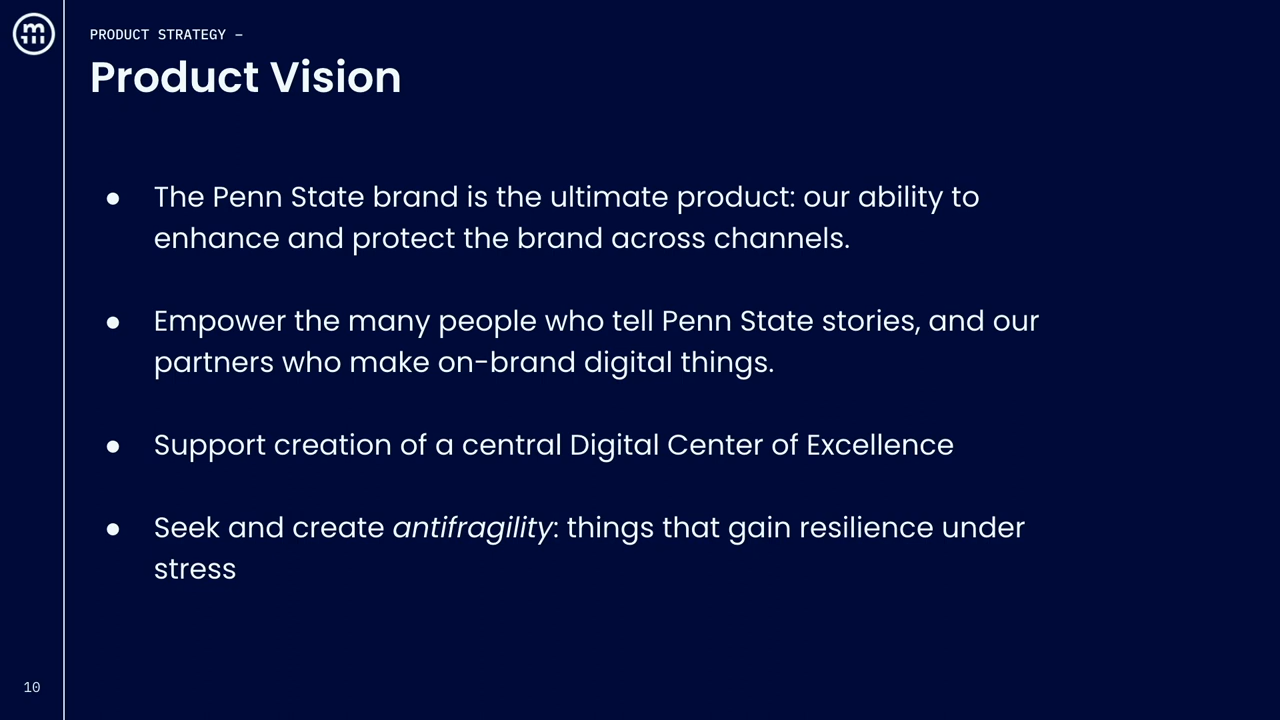 PRODUCT STRATEGY –
Product Vision
● The Penn State brand is the ultimate product: our ability to
enhance and protect the brand across channels.
● Empower the many people who tell Penn State stories, and our
partners who make on-brand digital things.
● Support creation of a central Digital Center of Excellence
● Seek and create antifragility: things that gain resilience under
stress
10